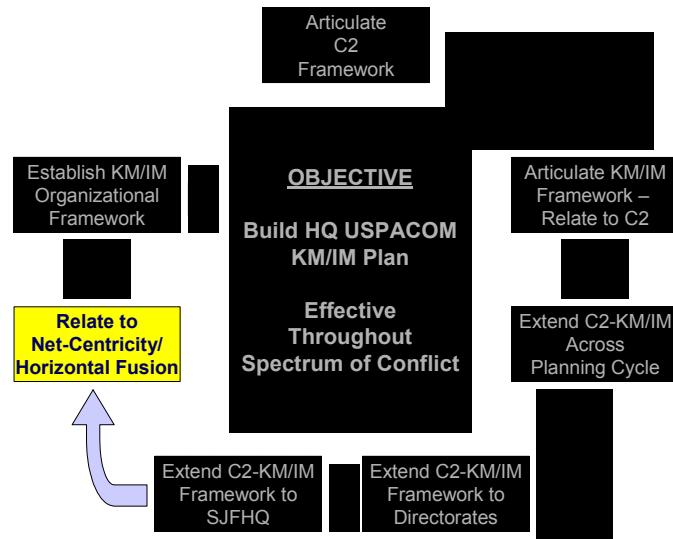 Articulate
C2
Framework
Establish KM/IM
Organizational
Framework
OBJECTIVE
Build HQ USPACOM
KM/IM Plan
Effective
Throughout
Spectrum of Conflict
Articulate KM/IM
Framework –
Relate to C2
Relate to
Net-Centricity/
Horizontal Fusion
Extend C2-KM/IM
Across
Planning Cycle
Extend C2-KM/IM
Framework to
SJFHQ
Extend C2-KM/IM
Framework to
Directorates